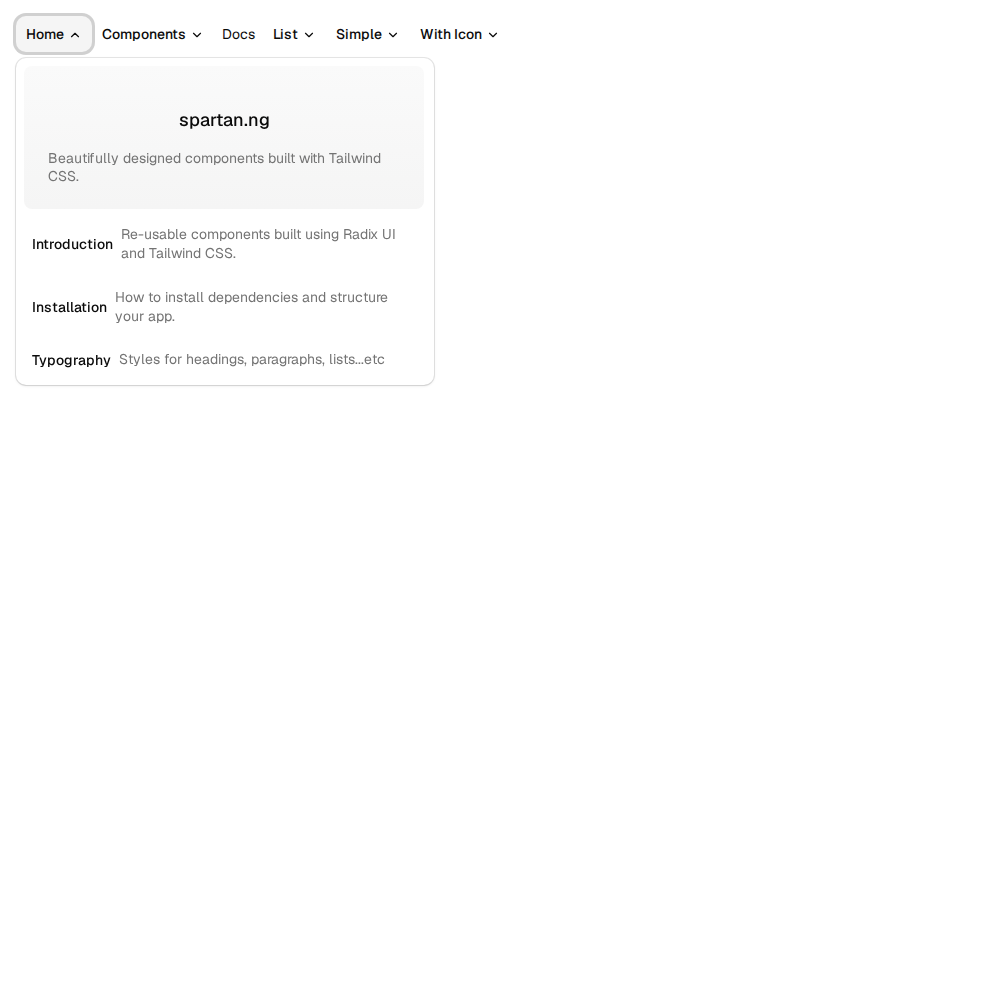 Home Components Docs List Simple With Icon
spartan.ng
Beautifully designed components built with Tailwind
CSS.
Introduction Re-usable components built using Radix UI
and Tailwind CSS.
Installation How to install dependencies and structure
your app.
Typography Styles for headings, paragraphs, lists...etc